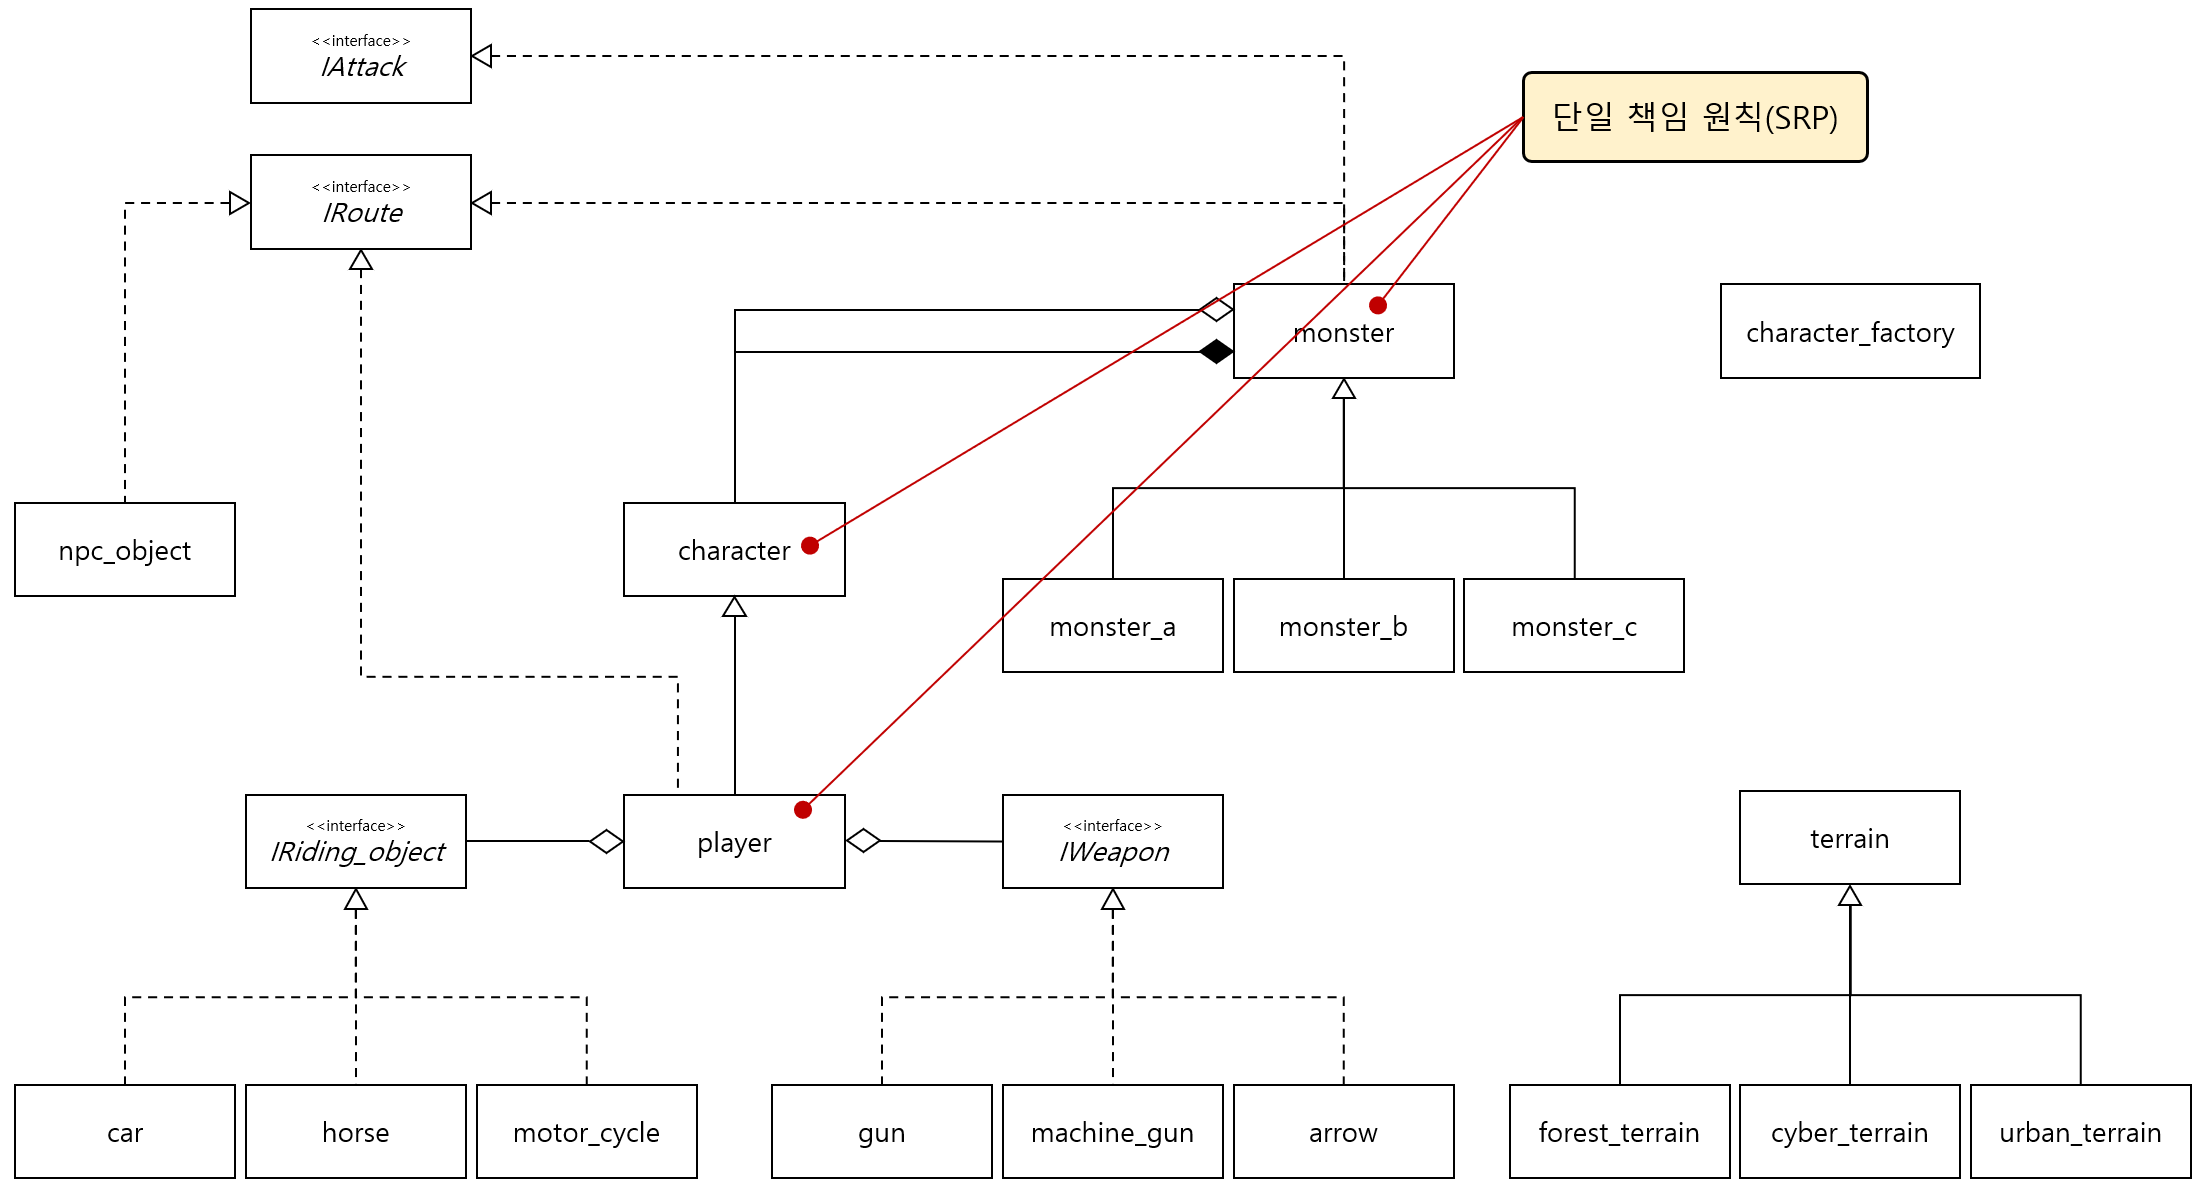 <<interface>>
IAttack
단일 책임 원칙(SRP)
<<interface>>
IRoute
monster
character_factory
npc_object
character
monster_a
monster_b
monster_c
<<interface>>
IRiding_object
player
<<interface>>
IWeapon
terrain
car
horse
motor_cycle
gun
machine_gun
arrow
forest_terrain
cyber_terrain
urban_terrain